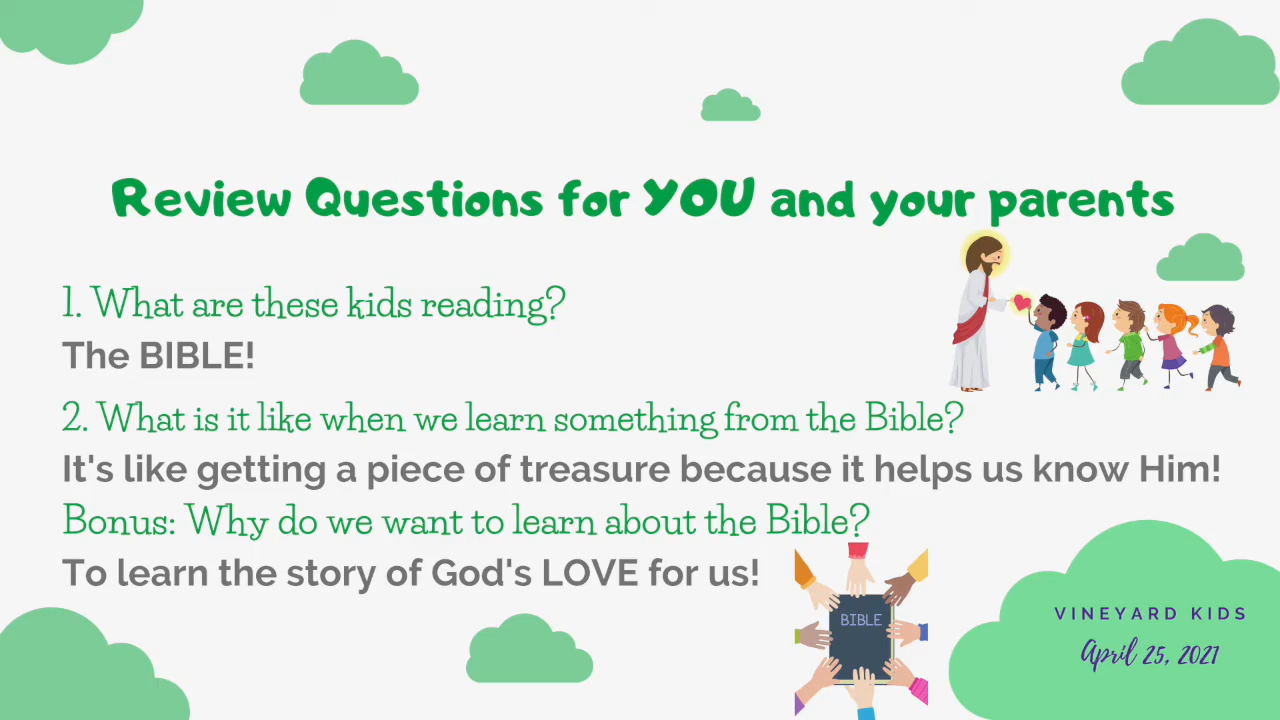 Review Questions for YOU and your parents
1. What are these kids reading?
The BIBLE!
2. What is it like when we learn something from the Bible?
It's like getting a piece of treasure because it helps us know Him!
Bonus: Why do we want to learn about the Bible?
To learn the story of God's LOVE for us!
BIBLE
VINEYARD KIDS
April 25, 2021